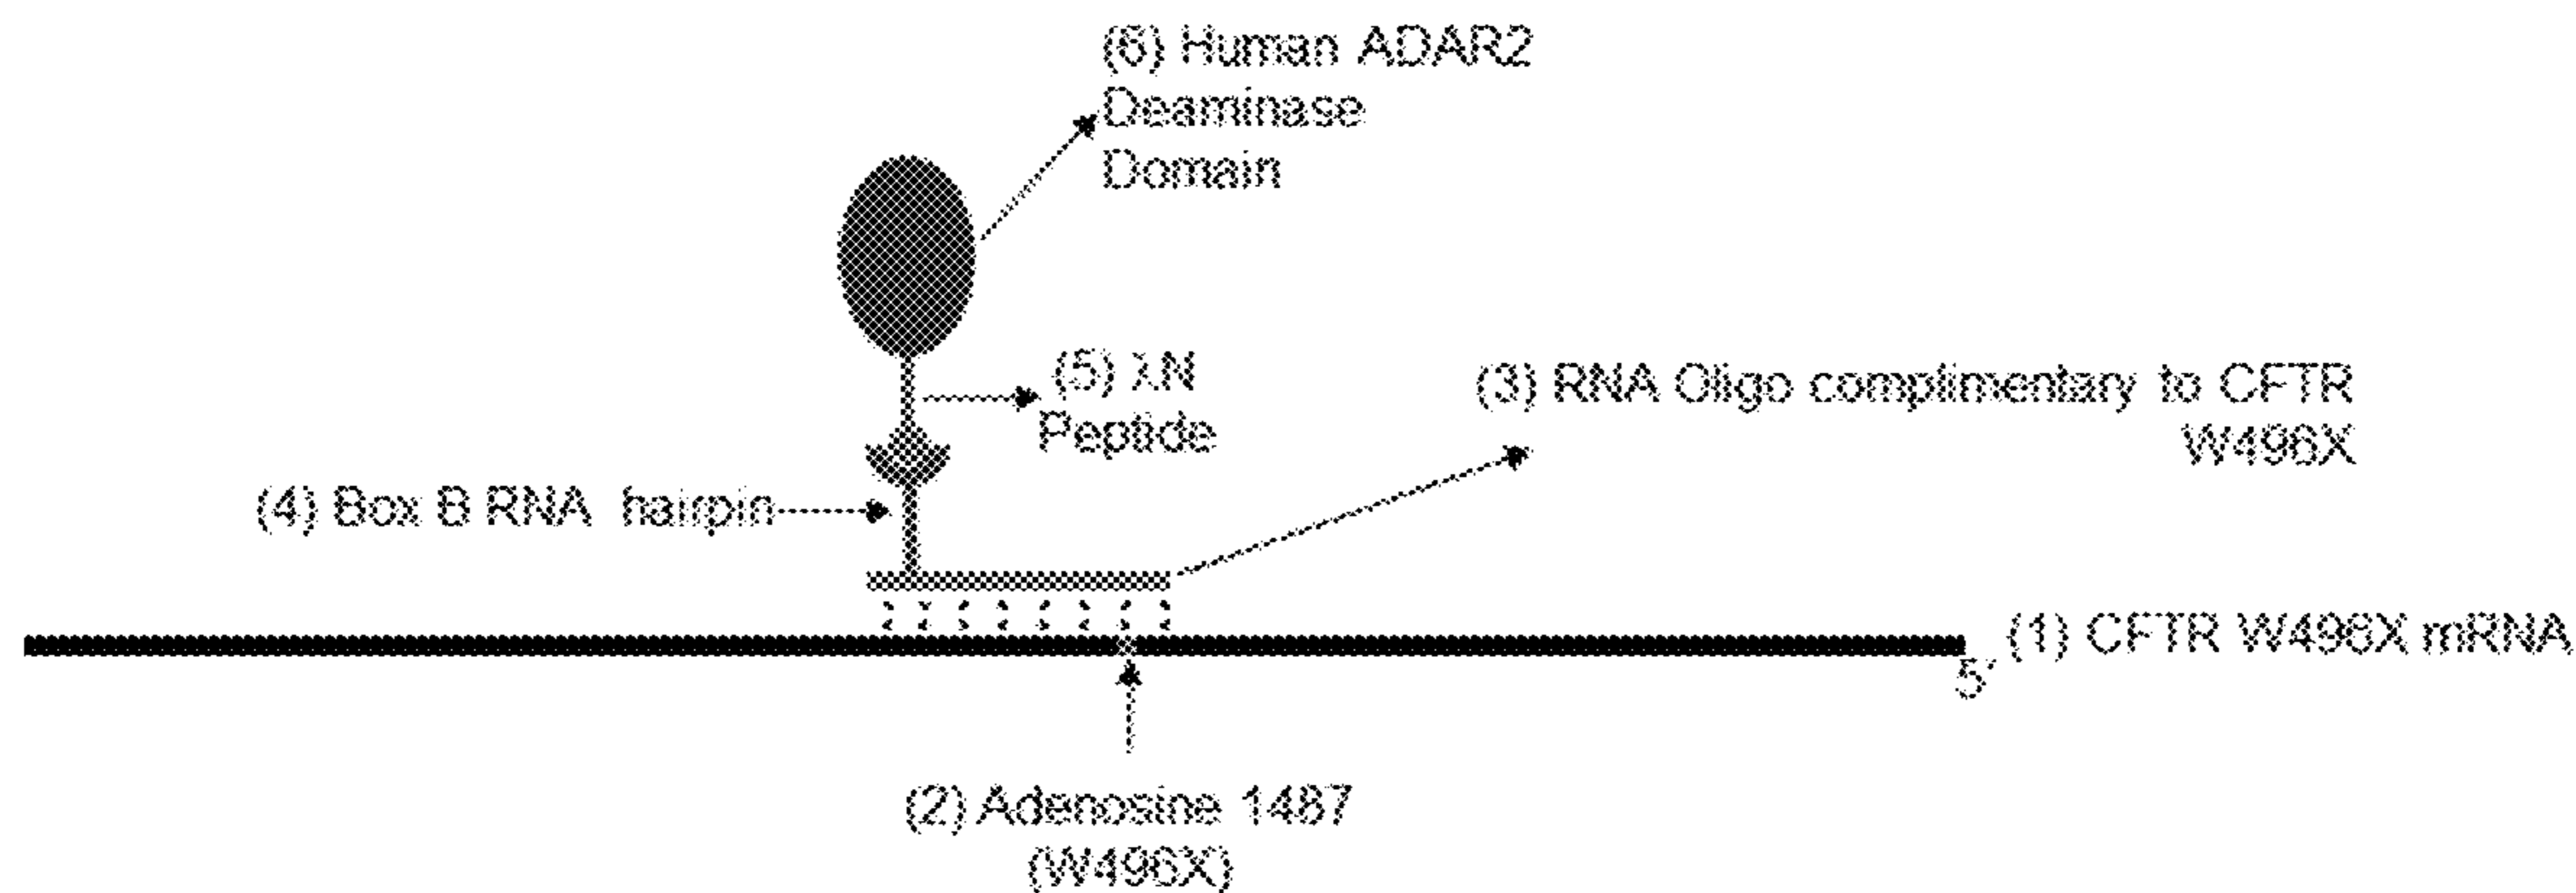 (6) Human ADAR2
Deaminase
Domain
(5) λN
Peptide
(3) RNA Oligo complimentary to CFTR
W496X
(4) Box B RNA hairpin
(1) CFTR W496X mRNA
5′
(2) Adenosine 1487
(W496X)